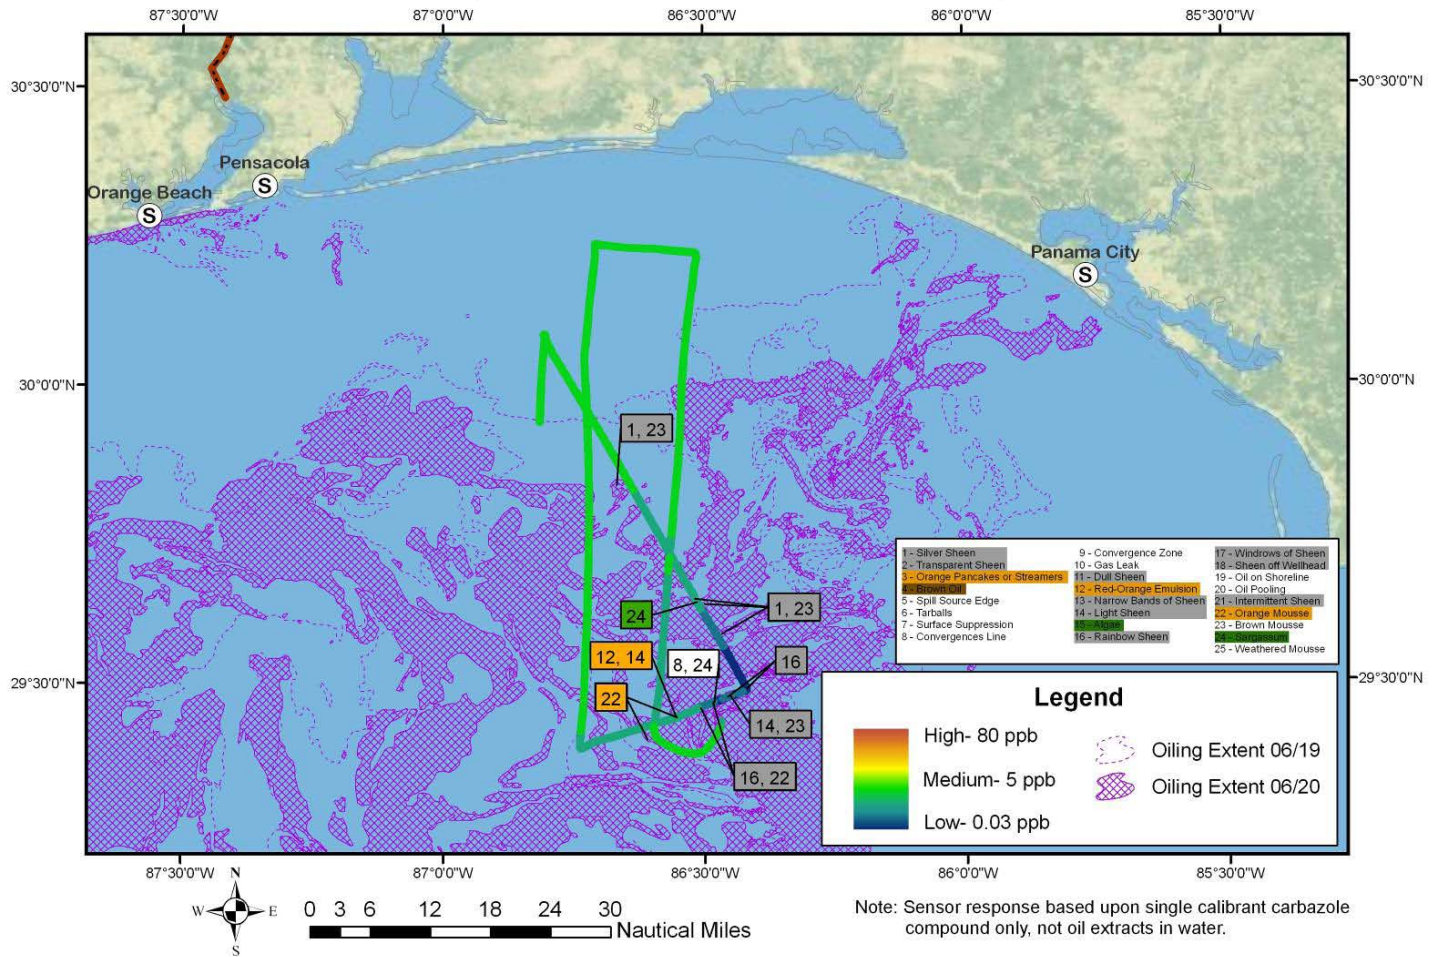 87°30'0"W 87°0'0"W 86°30'0"W 86°0'0"W 85°30'0"W
30°30'0"N 30°30'0"N
Pensacola
S
Orange Beach
S
Panama City
S
30°0'0"N 30°0'0"N
1, 23
1 - Silver Sheen
2 - Transparent Sheen
3 - Orange Pancakes or Streamers
4 - Brown Oil
5 - Spill Source Edge
6 - Tarballs
7 - Surface Suppression
8 - Convergences Line
9 - Convergence Zone
10 - Gas Leak
11 - Dull Sheen
12 - Red-Orange Emulsion
13 - Narrow Bands of Sheen
14 - Light Sheen
15 - Algae
16 - Rainbow Sheen
17 - Windrows of Sheen
18 - Sheen off Wellhead
19 - Oil on Shoreline
20 - Oil Pooling
21 - Intermittent Sheen
22 - Orange Mousse
23 - Brown Mousse
24 - Sargassum
25 - Weathered Mousse
24
1, 23
12, 14
8, 24
16
22
14, 23
16, 22
29°30'0"N 29°30'0"N
Legend
High- 80 ppb
Medium- 5 ppb
Low- 0.03 ppb
Oiling Extent 06/19
Oiling Extent 06/20
87°30'0"W 87°0'0"W 86°30'0"W 86°0'0"W 85°30'0"W
N
W E
S
0 3 6 12 18 24 30
Nautical Miles
Note: Sensor response based upon single calibrant carbazole
compound only, not oil extracts in water.